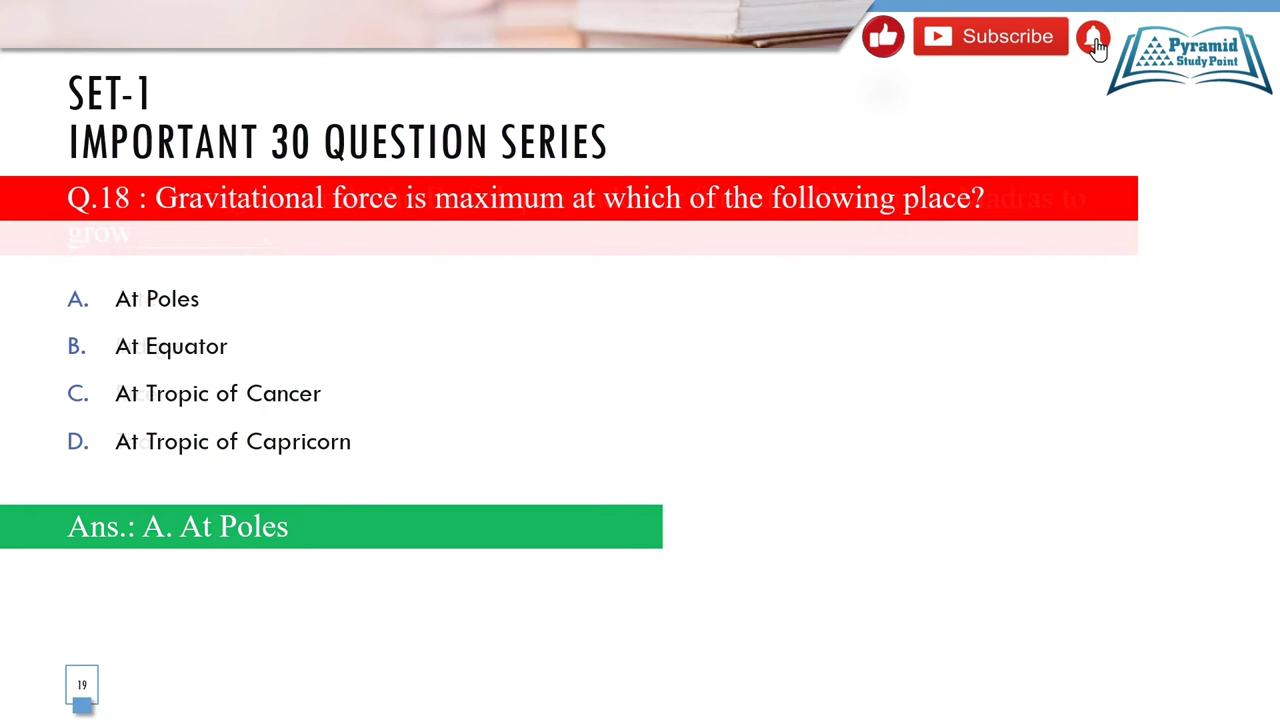 Subscribe
Pyramid
Study Point
SET-1
IMPORTANT 30 QUESTION SERIES
Q.18 : Gravitational force is maximum at which of the following place?
grow
A. At Poles
B. At Equator
C. At Tropic of Cancer
D. At Tropic of Capricorn
Ans.: A. At Poles
19